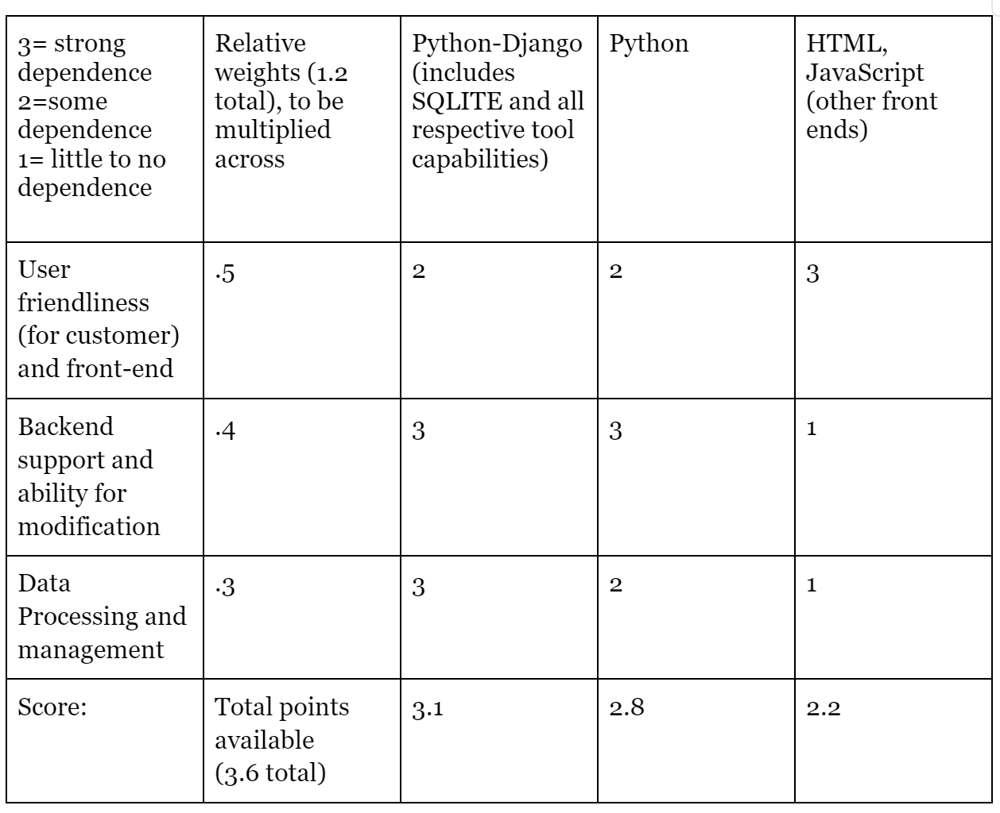 3= strong
dependence
2=some
dependence
1= little to no
dependence
Relative
weights (1.2
total), to be
multiplied
across
Python-Django
(includes
SQLITE and all
respective tool
capabilities)
Python
HTML,
JavaScript
(other front
ends)
User
friendliness
(for customer)
and front-end
.5
2
2
3
Backend
support and
ability for
modification
.4
3
3
1
Data
Processing and
management
.3
3
2
1
Score:
Total points
available
(3.6 total)
3.1
2.8
2.2